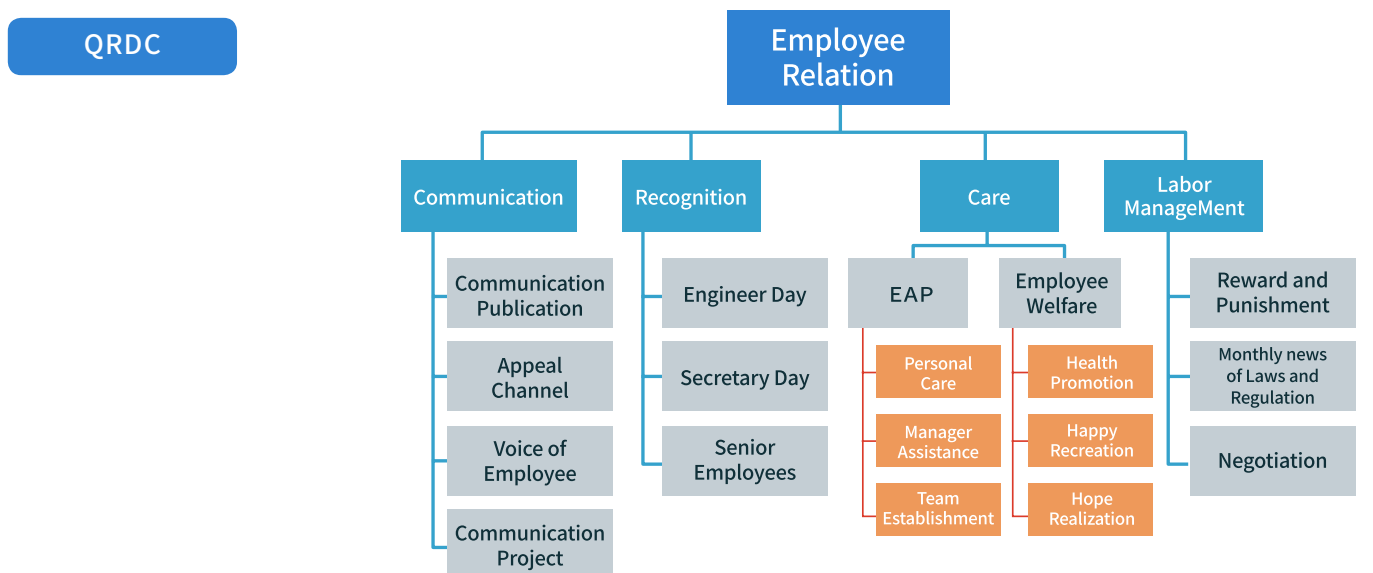 QRDC
Employee
Relation
Communication
Recognition
Care
Labor
ManageMent
Communication
Publication
Appeal
Channel
Voice of
Employee
Communication
Project
Engineer Day
Secretary Day
Senior
Employees
EAP
Personal
Care
Manager
Assistance
Team
Establishment
Employee
Welfare
Health
Promotion
Happy
Recreation
Hope
Realization
Reward and
Punishment
Monthly news
of Laws and
Regulation
Negotiation